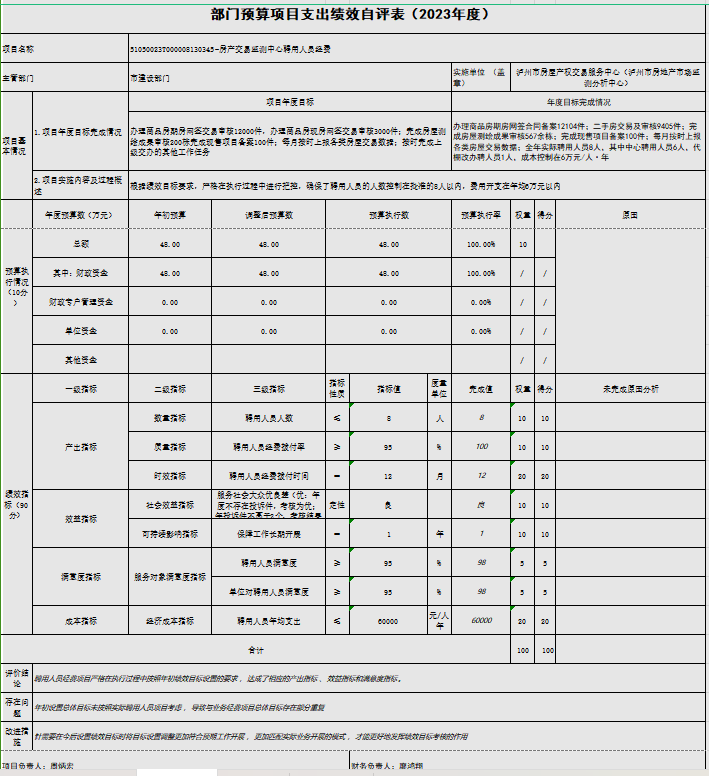 部门预算项目支出绩效自评表（2023年度）
项目名称 51050023T000008130345-房产交易监测中心聘用人员经费
主管部门 市建设部门 实施单位（盖章） 泸州市房屋产权交易服务中心（泸州市房地产市场监测分析中心）
项目基本情况 1.项目年度目标完成情况 项目年度目标 年度目标完成情况
办理商品房期房网签交易审核12000件，办理商品房现房网签交易审核3000件；完成房屋测绘成果审核200栋完成现售项目备案100件；每月按时上报各类房屋交易数据；按时完成上级交办的其他工作任务
办理商品房期房网签合同备案12104件；二手房交易及审核9405件；完成房屋测绘成果审核567余栋；完成现售项目备案100件；每月按时上报各类房屋交易数据；全年实际聘用人员8人，其中中心聘用人员6人，代棚改办聘人员1人，成本控制在6万元/人·年
2.项目实施内容及过程概述 根据绩效目标要求，严格在执行过程中进行把控，确保了聘用人员的人数控制在批准的8人以内，费用开支在年均6万元以内
预算执行情况（10分） 年度预算数（万元） 年初预算 调整后预算数 预算执行数 预算执行率 权重 得分 原因
总额 48.00 48.00 48.00 100.00% 10
其中：财政资金 48.00 48.00 48.00 100.00% / /
财政专户管理资金 0.00 0.00 0.00 0.00% / /
单位资金 0.00 0.00 0.00 0.00% / /
其他资金 / /
绩效指标（90分） 一级指标 二级指标 三级指标 指标性质 指标值 度量单位 完成值 权重 得分 未完成原因分析
产出指标 数量指标 聘用人员人数 ≤ 8 人 8 10 10
质量指标 聘用人员经费拨付率 ≥ 95 % 100 10 10
时效指标 聘用人员经费拨付时间 ＝ 12 月 12 20 20
效益指标 社会效益指标 服务社会大众优良差（优：年度不存在投诉件，考核为优；年投诉件不高于5个，考核结果 定性 良 良 10 10
可持续影响指标 保障工作长期开展 ＝ 1 年 1 10 10
满意度指标 服务对象满意度指标 聘用人员满意度 ≥ 95 % 98 5 5
单位对聘用人员满意度 ≥ 95 % 98 5 5
成本指标 经济成本指标 聘用人员年均支出 ≤ 60000 元/人年 60000 20 20
合计 100 100
评价结论 聘用人员经费项目严格在执行过程中按照年初绩效目标设置的要求，达成了相应的产出指标、效益指标和满意度指标。
存在问题 年初设置总体目标未按照实际聘用人员项目考虑，导致与业务经费项目总体目标存在部分重复
改进措施 针需要在今后设置绩效目标时将目标设置调整更加符合预期工作开展，更加匹配实际业务开展的模式，才能更好地发挥绩效目标考核的作用
项目负责人：周炳宏 财务负责人：廖鸿翔